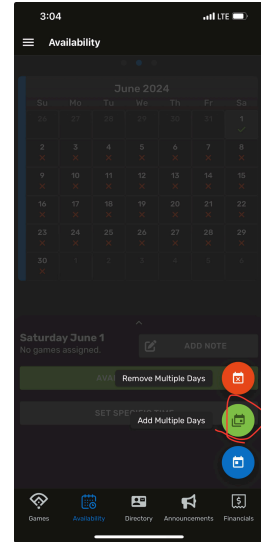 3:04 LTE
Availability
June 2024
Su Mo Tu We Th Fr Sa
26 27 28 29 30 31 1
2 3 4 5 6 7 8
9 10 11 12 13 14 15
16 17 18 19 20 21 22
23 24 25 26 27 28 29
30 1 2 3 4 5 6
Saturday June 1
No games assigned.
ADD NOTE
Remove Multiple Days
SET
Add Multiple Days
Games Availability Directory Announcements Financials